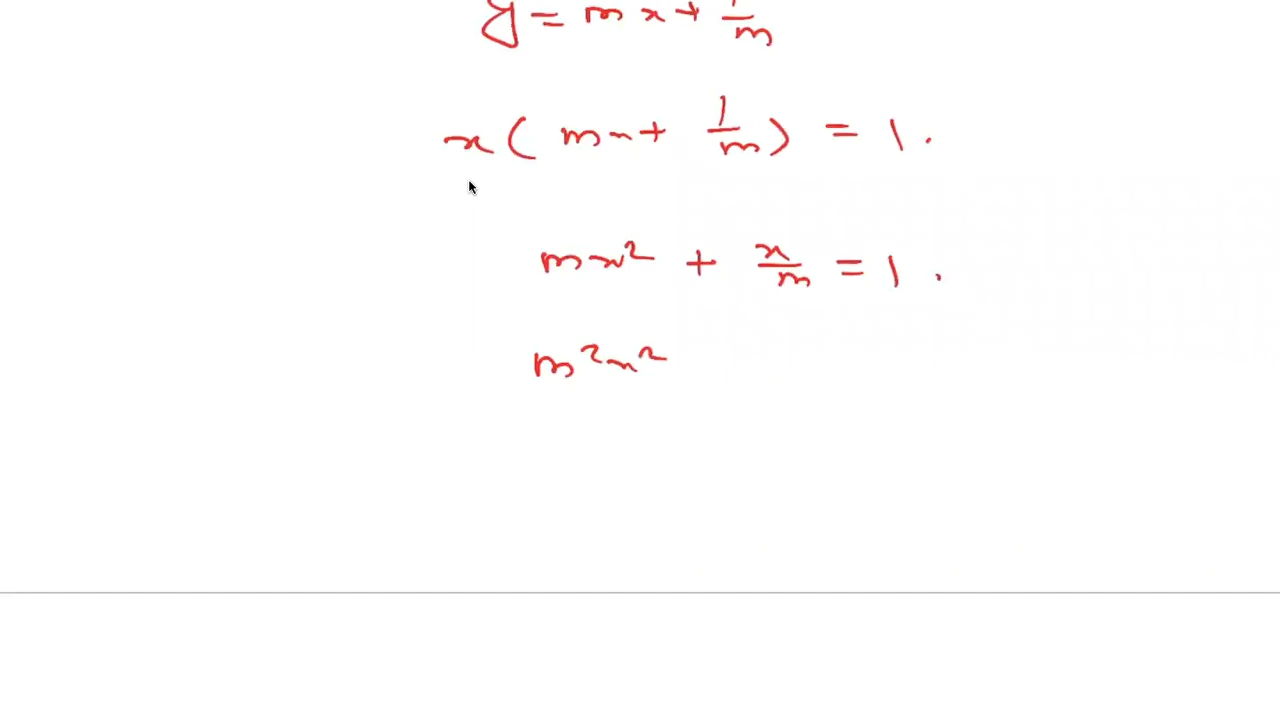 y = mx + 1/m
x(mx + 1/m) = 1.
mx² + x/m = 1.
m²x²